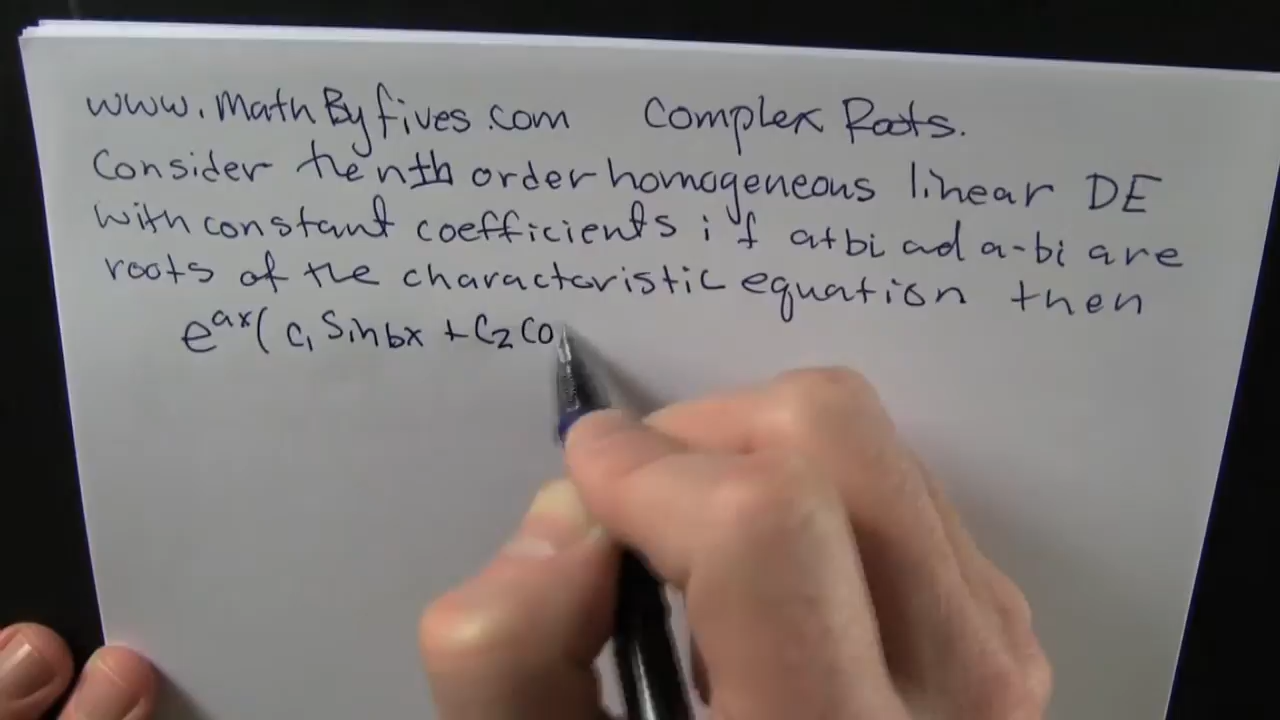 www.MathByfives.com Complex Roots.
Consider the nth order homogeneous linear DE
with constant coefficients if a+bi ad a-bi are
roots of the characteristic equation then
e^ax( c₁ Sin bx + C₂ Co